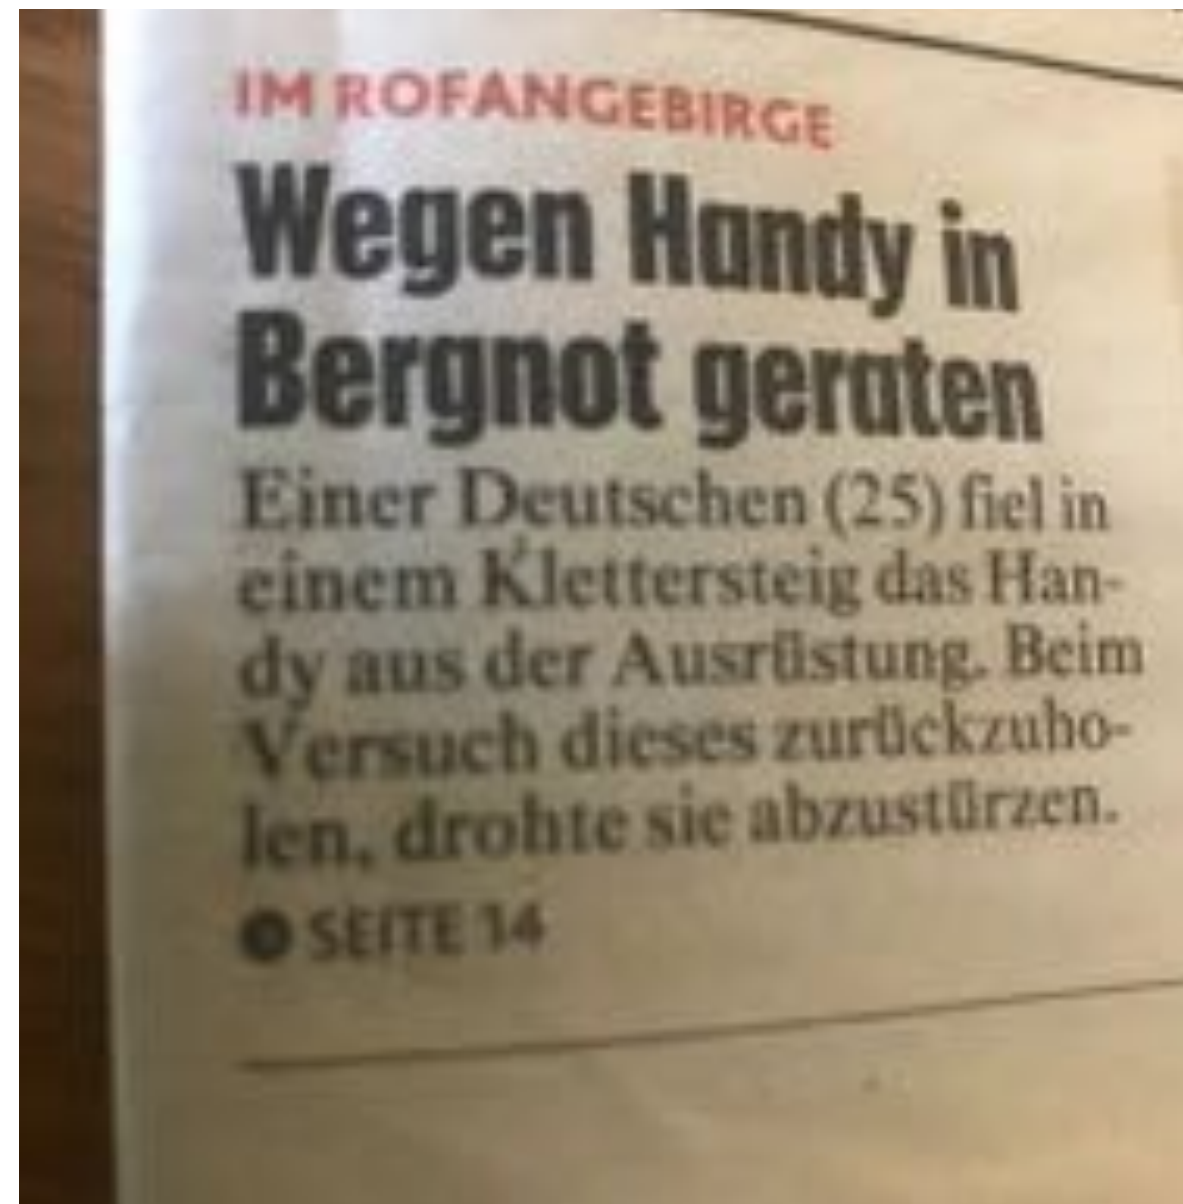 IM ROFANGEBIRGE
Wegen Handy in
Bergnot geraten
Einer Deutschen (25) fiel in
einem Klettersteig das Han-
dy aus der Ausrüstung. Beim
Versuch dieses zurückzuho-
len, drohte sie abzustürzen.
SEITE 14